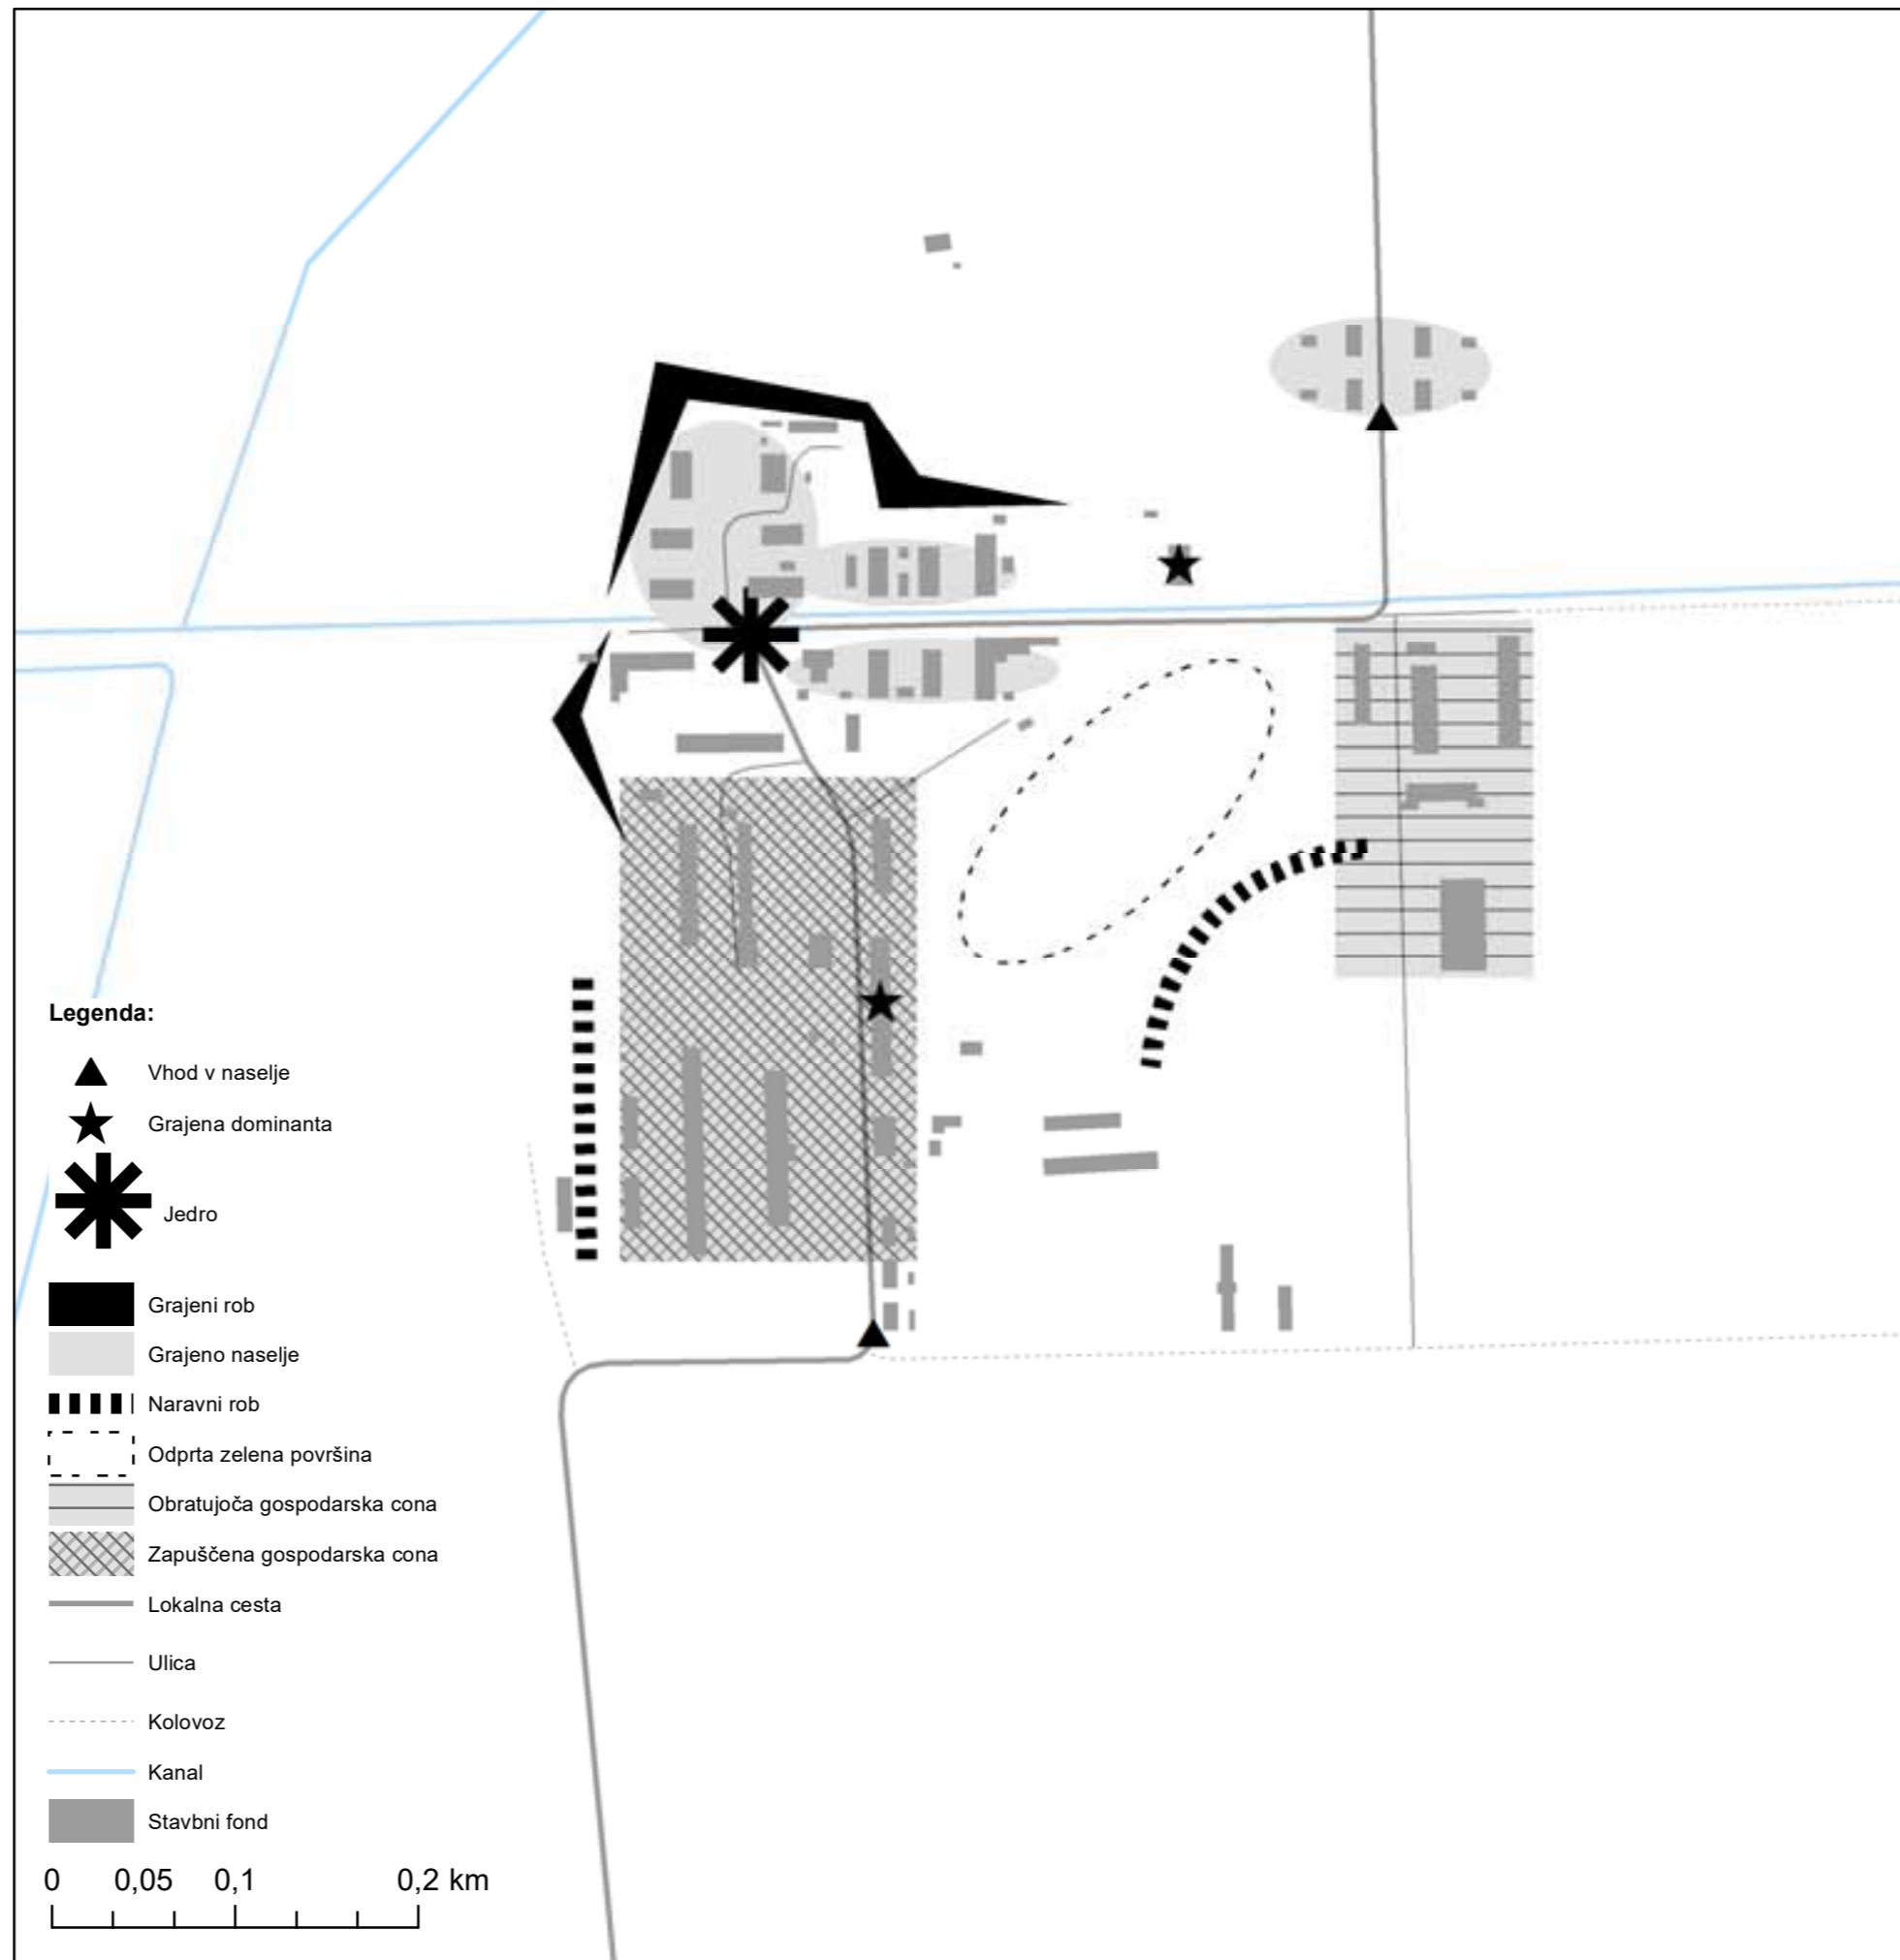 Legenda:
Vhod v naselje
Grajena dominanta
Jedro
Grajeni rob
Grajeno naselje
Naravni rob
Odprta zelena površina
Obratujoča gospodarska cona
Zapuščena gospodarska cona
Lokalna cesta
Ulica
Kolovoz
Kanal
Stavbni fond
0 0,05 0,1 0,2 km